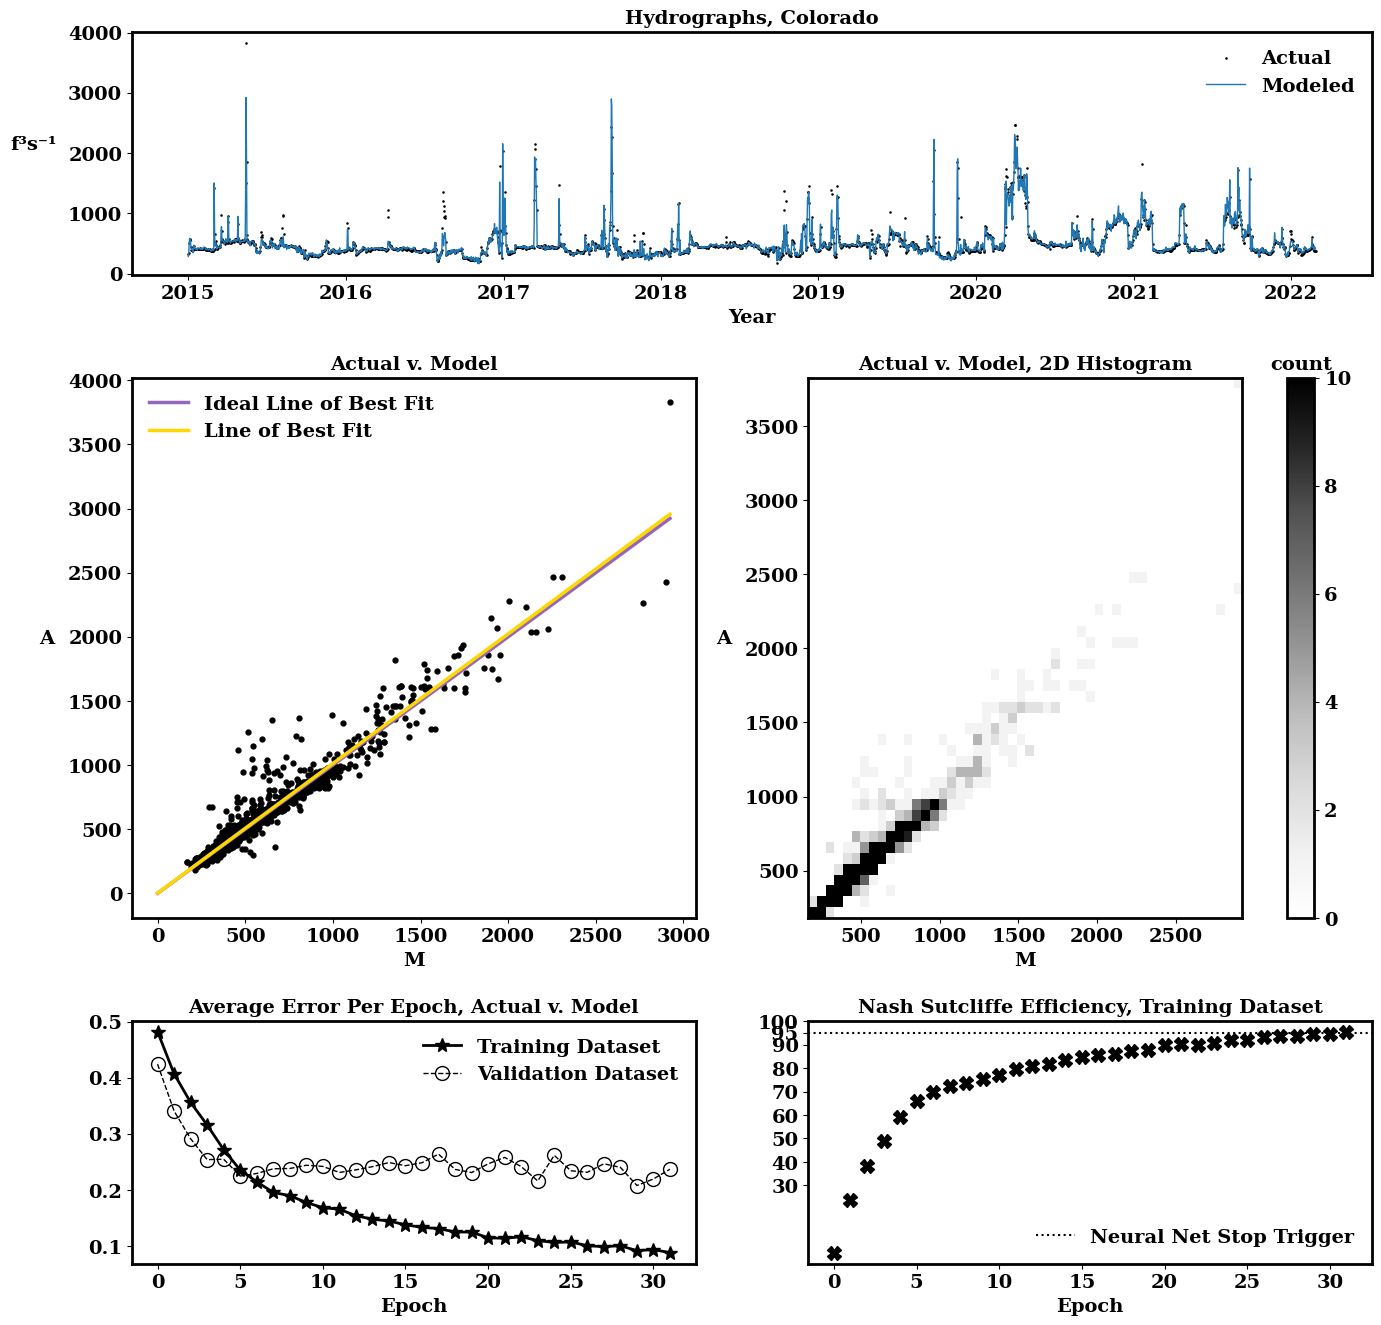 Hydrographs, Colorado
4000
3000
f³s⁻¹
2000
1000
0
Actual
Modeled
2015 2016 2017 2018 2019 2020 2021 2022
Year
Actual v. Model
4000
3500
3000
2500
A
2000
1500
1000
500
0
Ideal Line of Best Fit
Line of Best Fit
0 500 1000 1500 2000 2500 3000
M
Actual v. Model, 2D Histogram
3500
3000
2500
A
2000
1500
1000
500
500 1000 1500 2000 2500
M
count
10
8
6
4
2
0
Average Error Per Epoch, Actual v. Model
0.5
0.4
0.3
0.2
0.1
Training Dataset
Validation Dataset
0 5 10 15 20 25 30
Epoch
Nash Sutcliffe Efficiency, Training Dataset
100
95
90
80
70
60
50
40
30
Neural Net Stop Trigger
0 5 10 15 20 25 30
Epoch